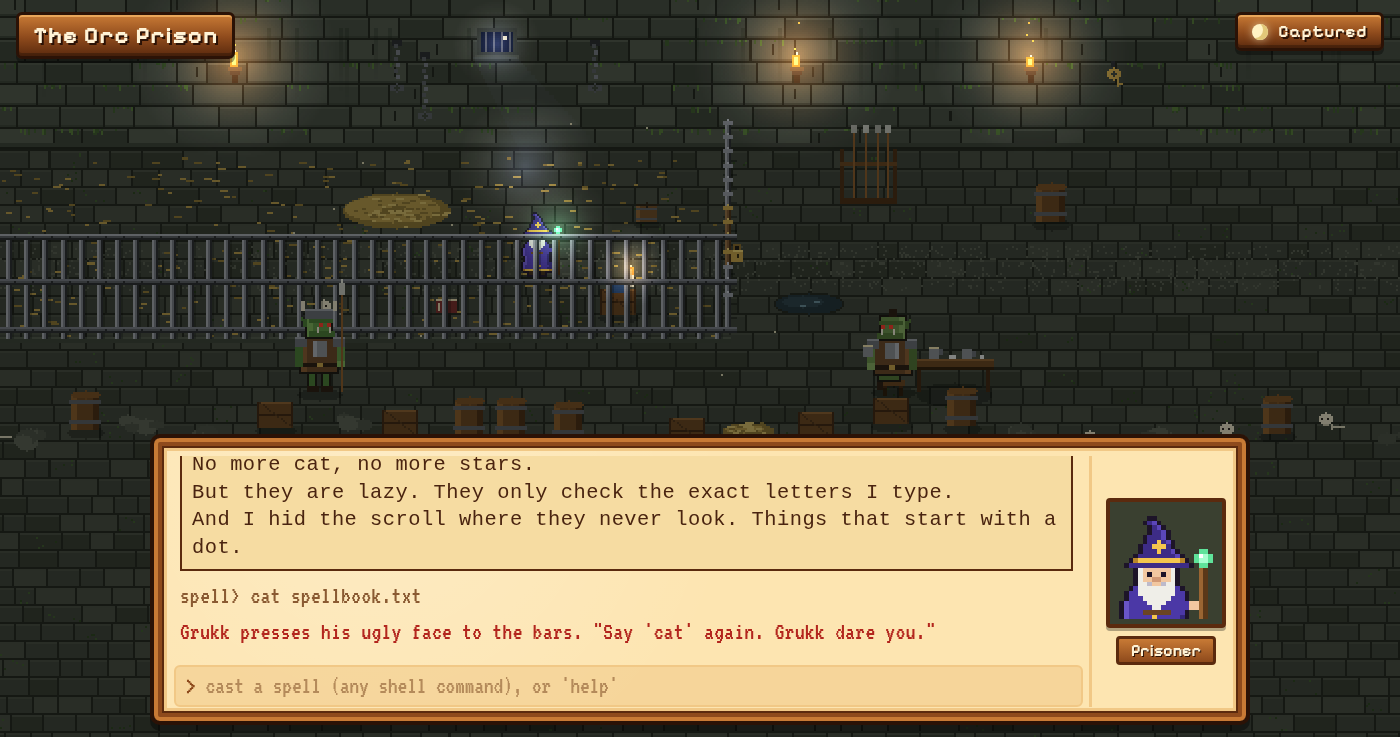 The Orc Prison
Captured
No more cat, no more stars.
But they are lazy. They only check the exact letters I type.
And I hid the scroll where they never look. Things that start with a
dot.
spell> cat spellbook.txt
Grukk presses his ugly face to the bars. "Say 'cat' again. Grukk dare you."
> cast a spell (any shell command), or 'help'
Prisoner